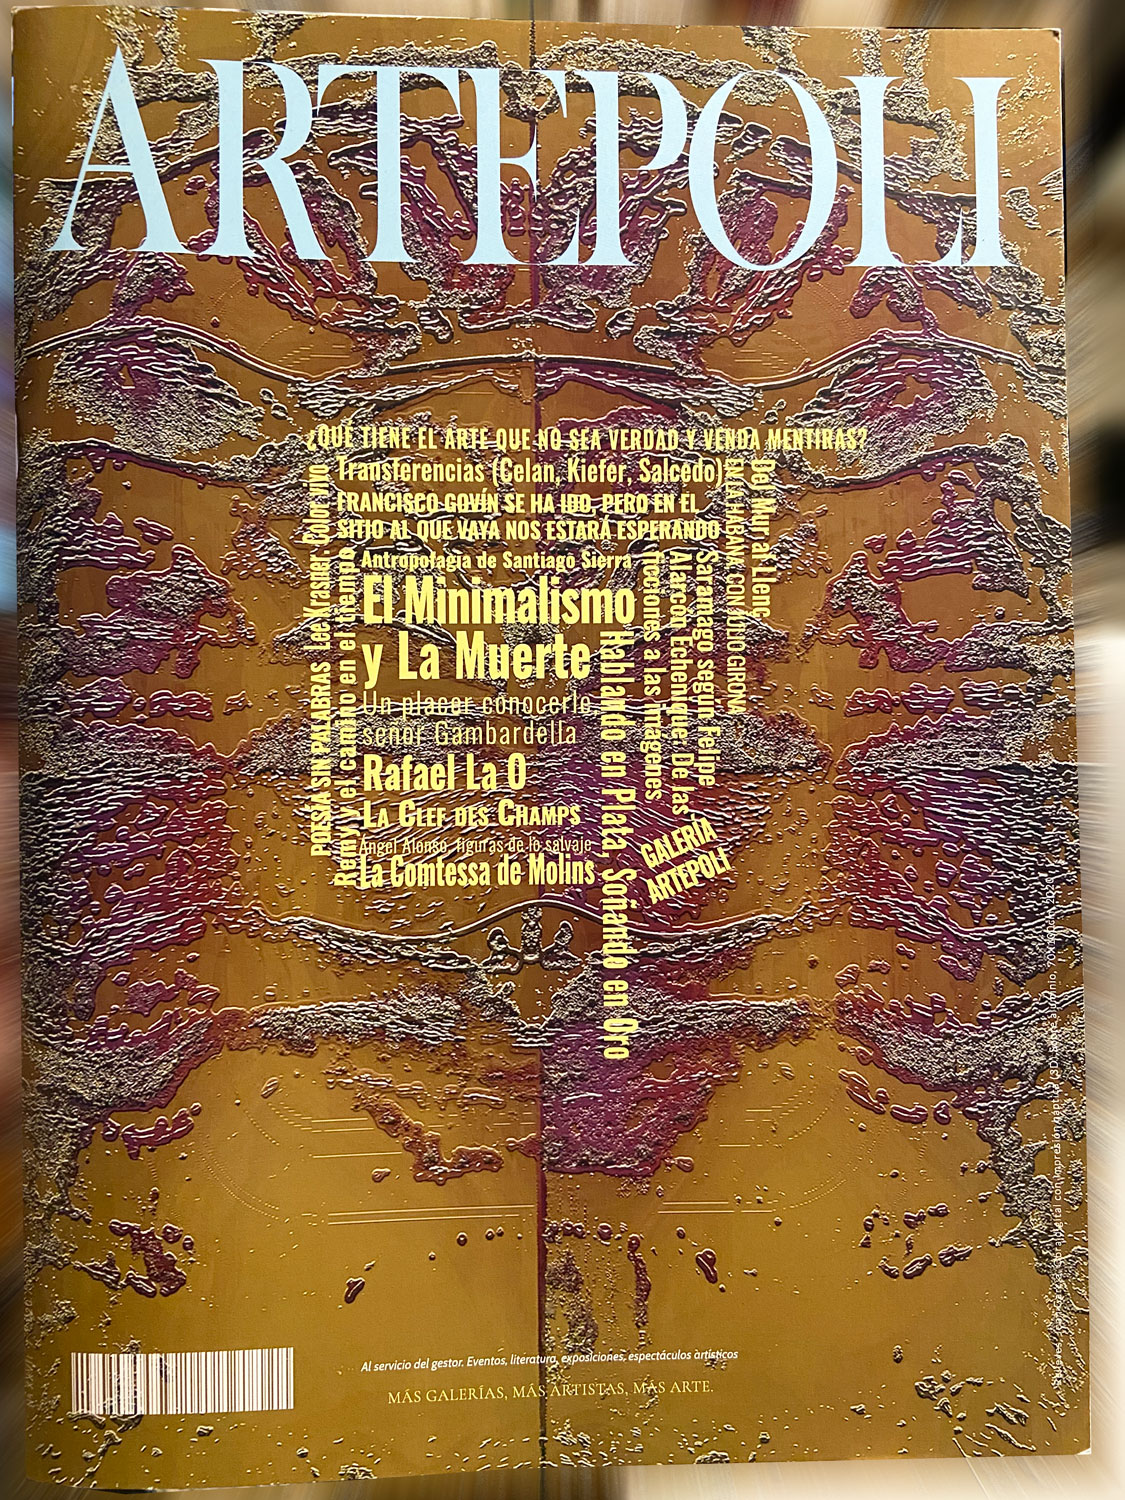 ARTEPOLI
¿QUÉ TIENE EL ARTE QUE NO SEA VERDAD Y VENDA MENTIRAS?
Transferencias (Celan, Kiefer, Salcedo)
FRANCISCO GOVÍN SE HA IDO, PERO EN EL
SITIO AL QUE VAYA NOS ESTARÁ ESPERANDO
Antropofagia de Santiago Sierra
El Minimalismo
y La Muerte
Un placer conocerle
señor Gambardella
Rafael La O
LA CLEF DES CHAMPS
Ángel Alonso, figuras de lo salvaje
La Comtessa de Molins
POESÍA SIN PALABRAS Lee Krasner. Color vivo
Remy y el camino en el tiempo
Hablando en Plata, Soñando en Oro
Alarcón Echenique: De las
ficciones a las imágenes
Saramago según Felipe
EN LA HABANA CON JULIO GIRONA
Del Mur al Llenç
GALERÍA
ARTEPOLI
Al servicio del gestor. Eventos, literatura, exposiciones, espectáculos artísticos
MÁS GALERÍAS, MÁS ARTISTAS, MÁS ARTE.